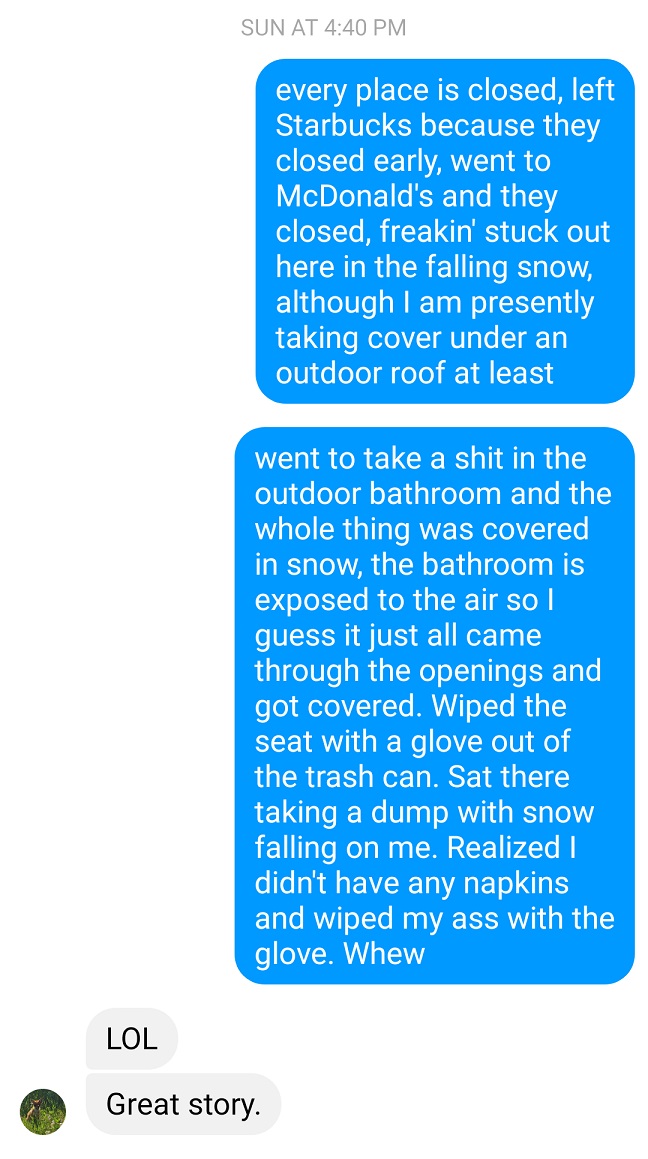 SUN AT 4:40 PM
every place is closed, left
Starbucks because they
closed early, went to
McDonald's and they
closed, freakin' stuck out
here in the falling snow,
although I am presently
taking cover under an
outdoor roof at least
went to take a shit in the
outdoor bathroom and the
whole thing was covered
in snow, the bathroom is
exposed to the air so I
guess it just all came
through the openings and
got covered. Wiped the
seat with a glove out of
the trash can. Sat there
taking a dump with snow
falling on me. Realized I
didn't have any napkins
and wiped my ass with the
glove. Whew
LOL
Great story.